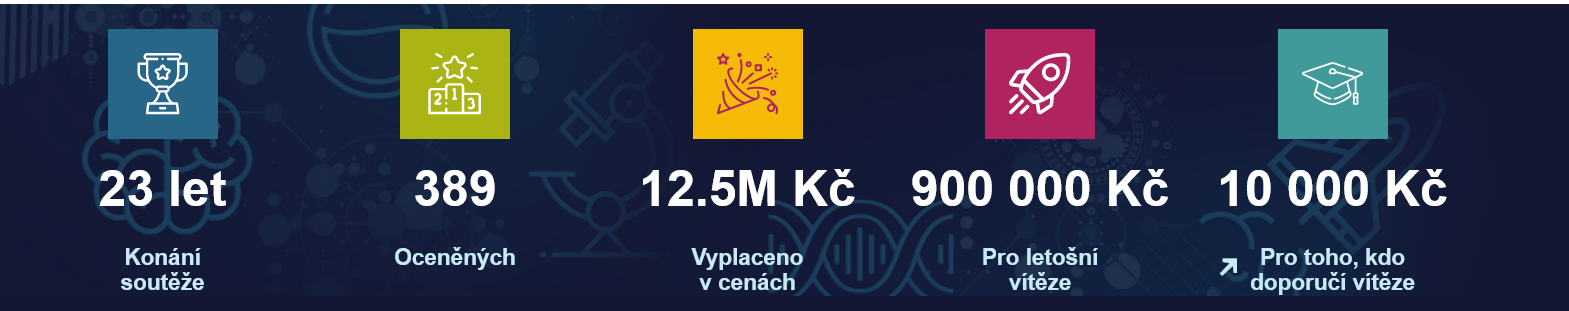 23 let
Konání
soutěže
389
Oceněných
12.5M Kč
Vyplaceno
v cenách
900 000 Kč
Pro letošní
vítěze
10 000 Kč
Pro toho, kdo
doporučí vítěze